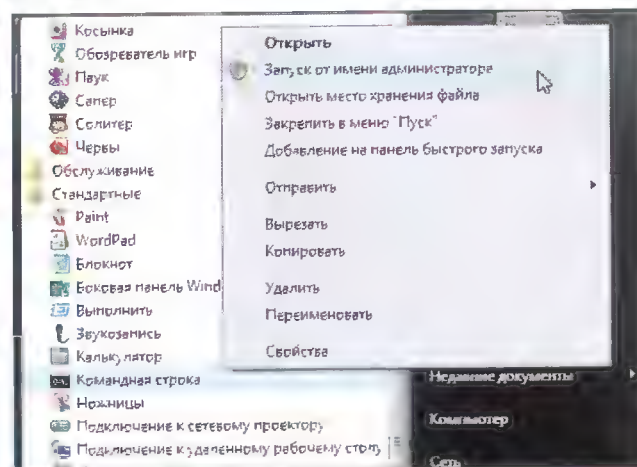 Косынка
Обозреватель игр
Паук
Сапер
Солитер
Червы
Обслуживание
Стандартные
Paint
WordPad
Блокнот
Боковая панель Wind
Выполнить
Звукозапись
Калькулятор
Командная строка
Ножницы
Подключение к сетевому проектору
Подключение к удаленному рабочему столу
Открыть
Запуск от имени администратора
Открыть место хранения файла
Закрепить в меню "Пуск"
Добавление на панель быстрого запуска
Отправить
Вырезать
Копировать
Удалить
Переименовать
Свойства
Недавние документы
Компьютер
Сеть